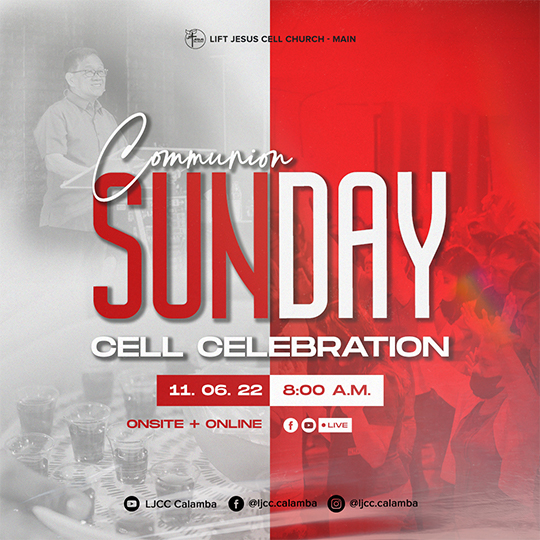 LIFT JESUS CELL CHURCH - MAIN
Communion
SUNDAY
CELL CELEBRATION
11. 06. 22 8:00 A.M.
ONSITE + ONLINE LIVE
LJCC Calamba @ljcc.calamba @ljcc.calamba